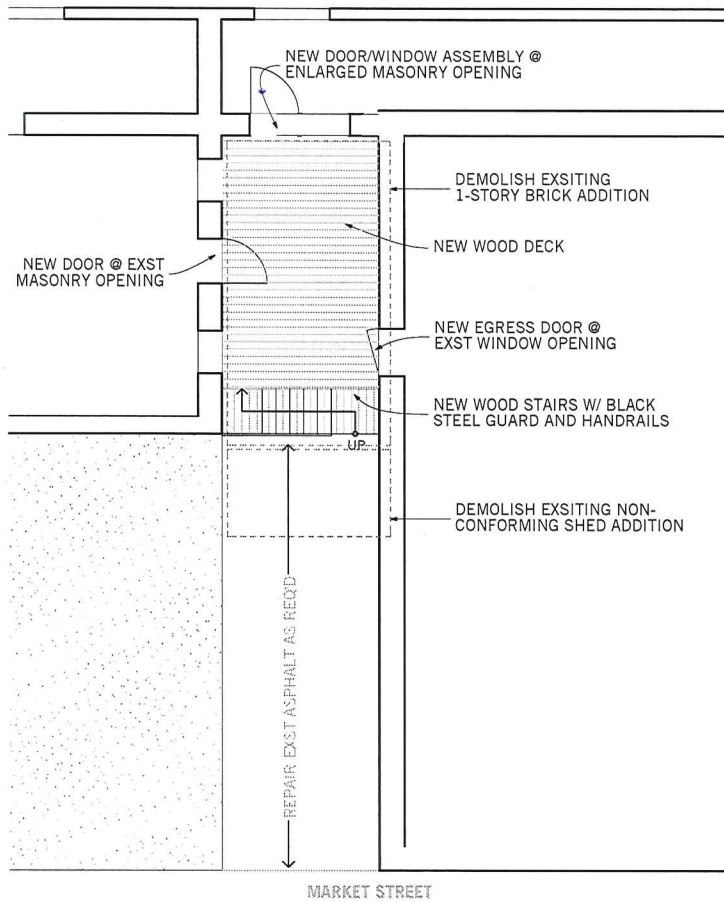 NEW DOOR/WINDOW ASSEMBLY @
ENLARGED MASONRY OPENING
DEMOLISH EXSITING
1-STORY BRICK ADDITION
NEW WOOD DECK
NEW DOOR @ EXST
MASONRY OPENING
NEW EGRESS DOOR @
EXST WINDOW OPENING
NEW WOOD STAIRS W/ BLACK
STEEL GUARD AND HANDRAILS
UP
DEMOLISH EXSITING NON-
CONFORMING SHED ADDITION
REPAIR EXST ASPHALT AS REQ'D
MARKET STREET